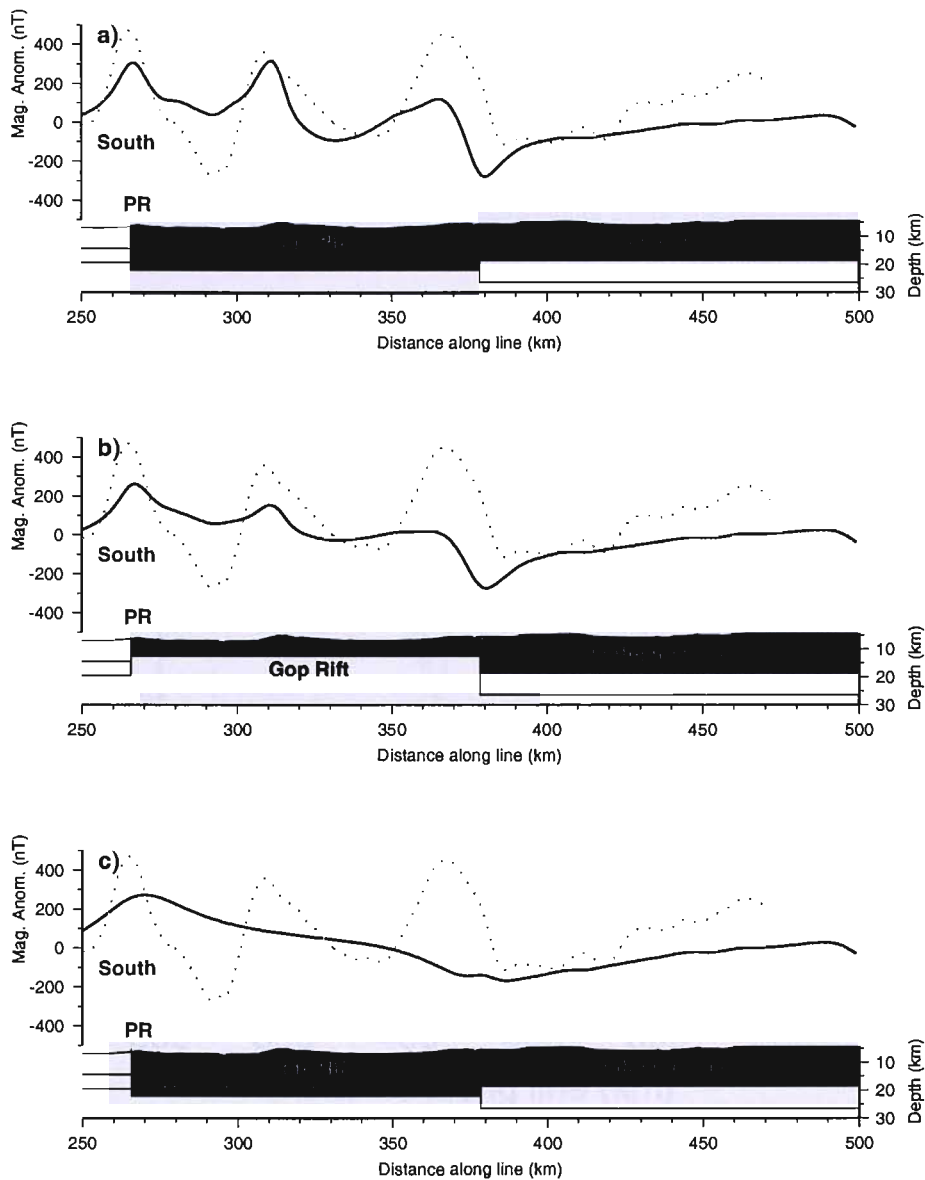 a)
Mag. Anom. (nT)
400
200
0
-200
-400
South
PR
10
20
30
Depth (km)
250 300 350 400 450 500
Distance along line (km)
b)
Mag. Anom. (nT)
400
200
0
-200
-400
South
PR
Gop Rift
10
20
30
Depth (km)
250 300 350 400 450 500
Distance along line (km)
c)
Mag. Anom. (nT)
400
200
0
-200
-400
South
PR
10
20
30
Depth (km)
250 300 350 400 450 500
Distance along line (km)